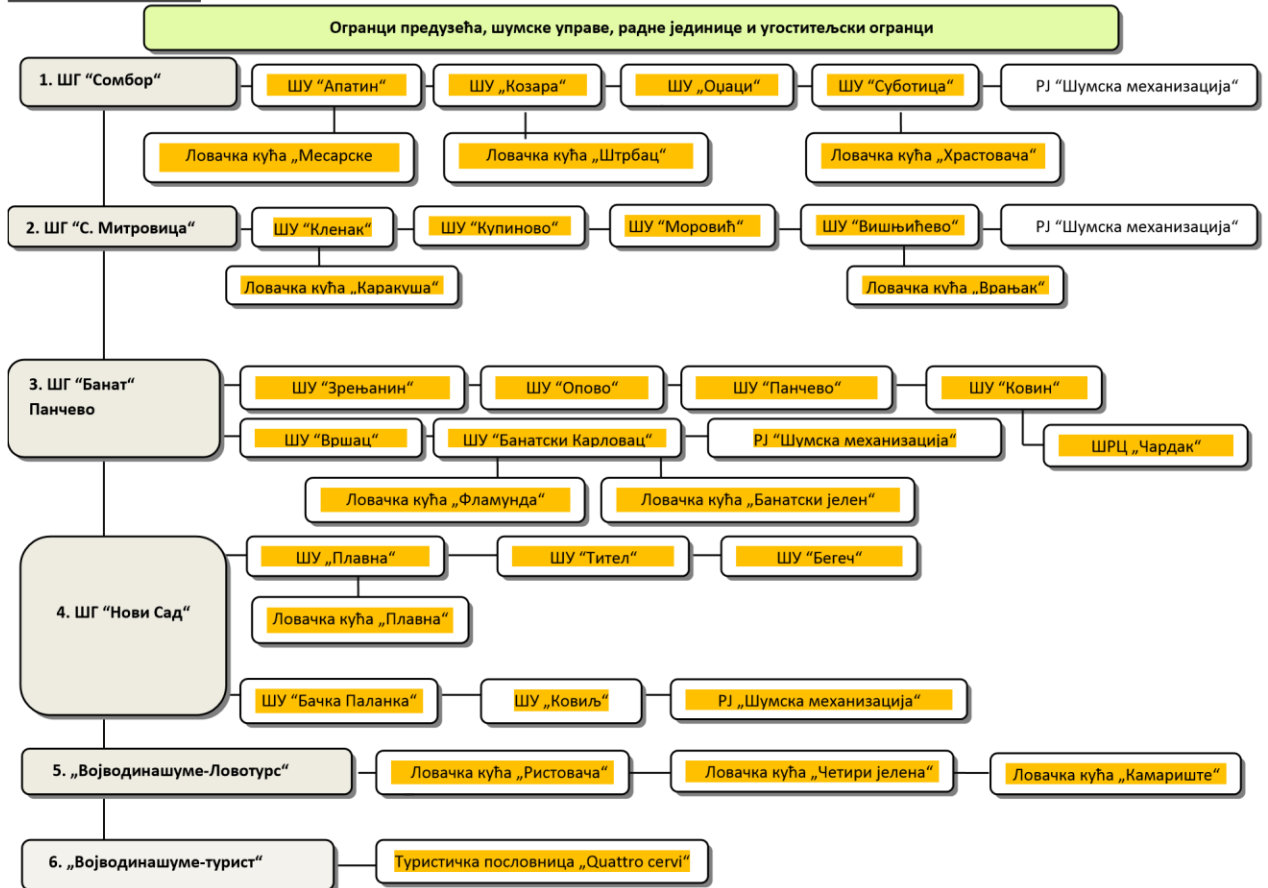 Огранци предузећа, шумске управе, радне јединице и угоститељски огранци
1. ШГ “Сомбор“
ШУ “Апатин“
ШУ „Козара“
ШУ „Оџаци“
ШУ “Суботица“
РЈ “Шумска механизација“
Ловачка кућа „Месарске
Ловачка кућа „Штрбац“
Ловачка кућа „Храстовача“
2. ШГ “С. Митровица“
ШУ “Кленак“
ШУ “Купиново“
ШУ “Моровић“
ШУ “Вишњићево“
РЈ “Шумска механизација“
Ловачка кућа „Каракуша“
Ловачка кућа „Врањак“
3. ШГ “Банат“
Панчево
ШУ “Зрењанин“
ШУ “Опово“
ШУ “Панчево“
ШУ “Ковин“
ШУ “Вршац“
ШУ “Банатски Карловац“
РЈ “Шумска механизација“
ШРЦ „Чардак“
Ловачка кућа „Фламунда“
Ловачка кућа „Банатски јелен“
4. ШГ “Нови Сад“
ШУ „Плавна“
ШУ “Тител“
ШУ “Бегеч“
Ловачка кућа „Плавна“
ШУ “Бачка Паланка“
ШУ „Ковиљ“
РЈ „Шумска механизација“
5. „Војводинашуме-Ловотурс“
Ловачка кућа „Ристовача“
Ловачка кућа „Четири јелена“
Ловачка кућа „Камариште“
6. „Војводинашуме-турист“
Туристичка пословница „Quattro cervi“